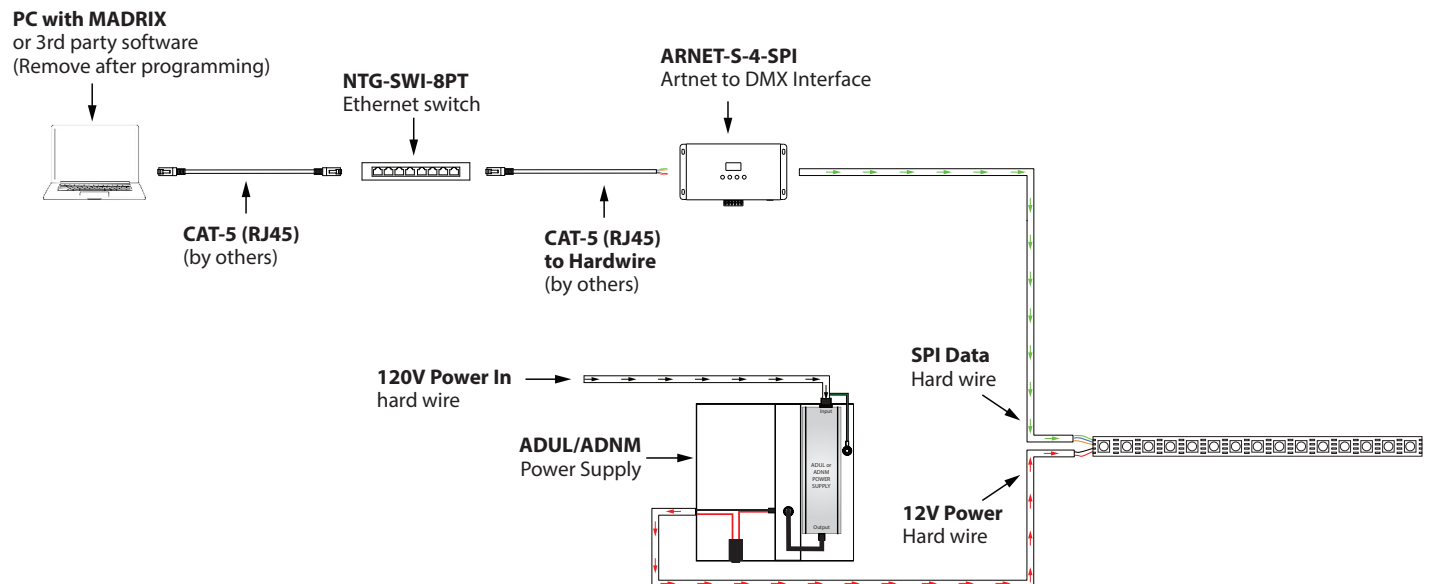 PC with MADRIX
or 3rd party software
(Remove after programming)
NTG-SWI-8PT
Ethernet switch
ARNET-S-4-SPI
Artnet to DMX Interface
CAT-5 (RJ45)
(by others)
CAT-5 (RJ45)
to Hardwire
(by others)
120V Power In
hard wire
SPI Data
Hard wire
ADUL/ADNM
Power Supply
Input
ADUL or
ADNM
POWER
SUPPLY
Output
12V Power
Hard wire